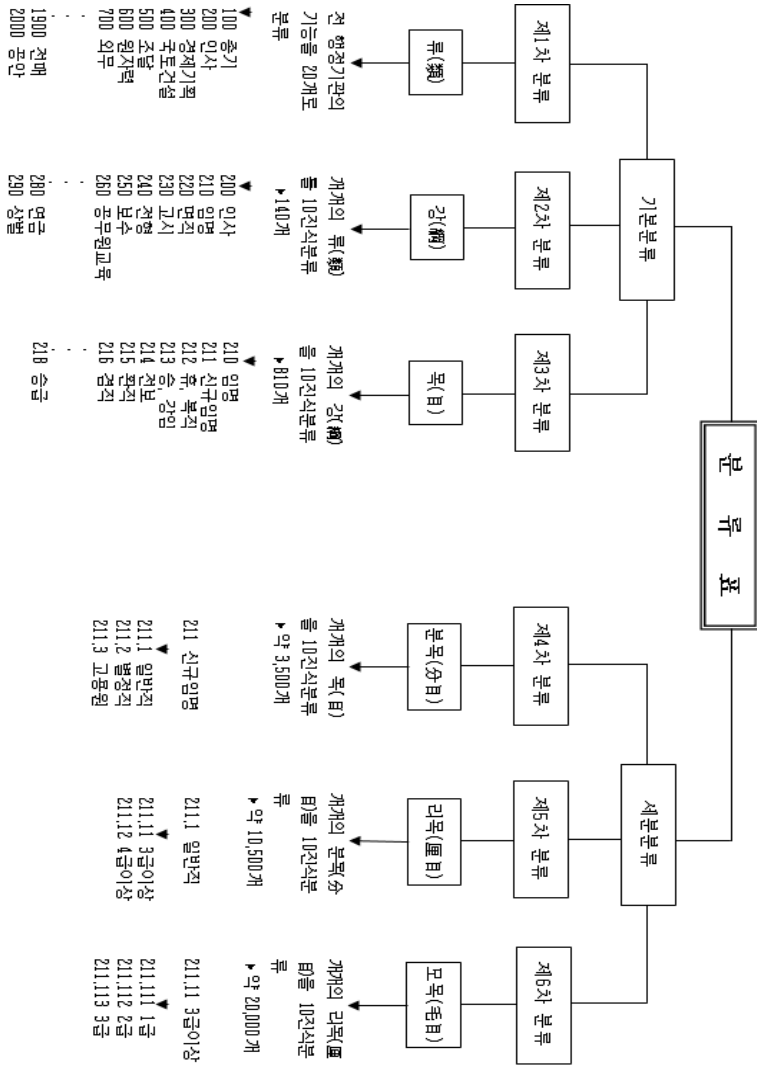 분 류 표
기본분류
세분분류
제1차 분류
제2차 분류
제3차 분류
제4차 분류
제5차 분류
제6차 분류
류(類)
강(綱)
목(目)
분목(分目)
리목(厘目)
모목(毛目)
전 행정기관의
기능을 20개로
분류
개개의 류(類)
를 10진식분류
▶140개
개개의 강(綱)
을 10진식분류
▶810개
개개의 목(目)
을 10진식분류
▶약 3,500개
개개의 분목(分
目)을 10진식분
류
▶약 10,500개
개개의 리목(厘
目)을 10진식분
류
▶약 20,000개
100 총기
200 인사
300 경제기획
400 국토건설
500 조달
600 원자력
700 외무
. . . .
1900 전매
2000 공안
200 인사
210 임명
220 면직
230 고시
240 전형
250 보수
260 공무원교육
. . . .
280 연금
290 상벌
210 임명
211 신규임명
212 휴, 복직
213 승, 강임
214 전보
215 전직
216 겸직
. . . .
218 승급
211 신규임명
211.1 일반직
211.2 별정직
211.3 고용원
211.1 일반직
211.11 3급이상
211.12 4급이상
211.11 3급이상
211.111 1급
211.112 2급
211.113 3급